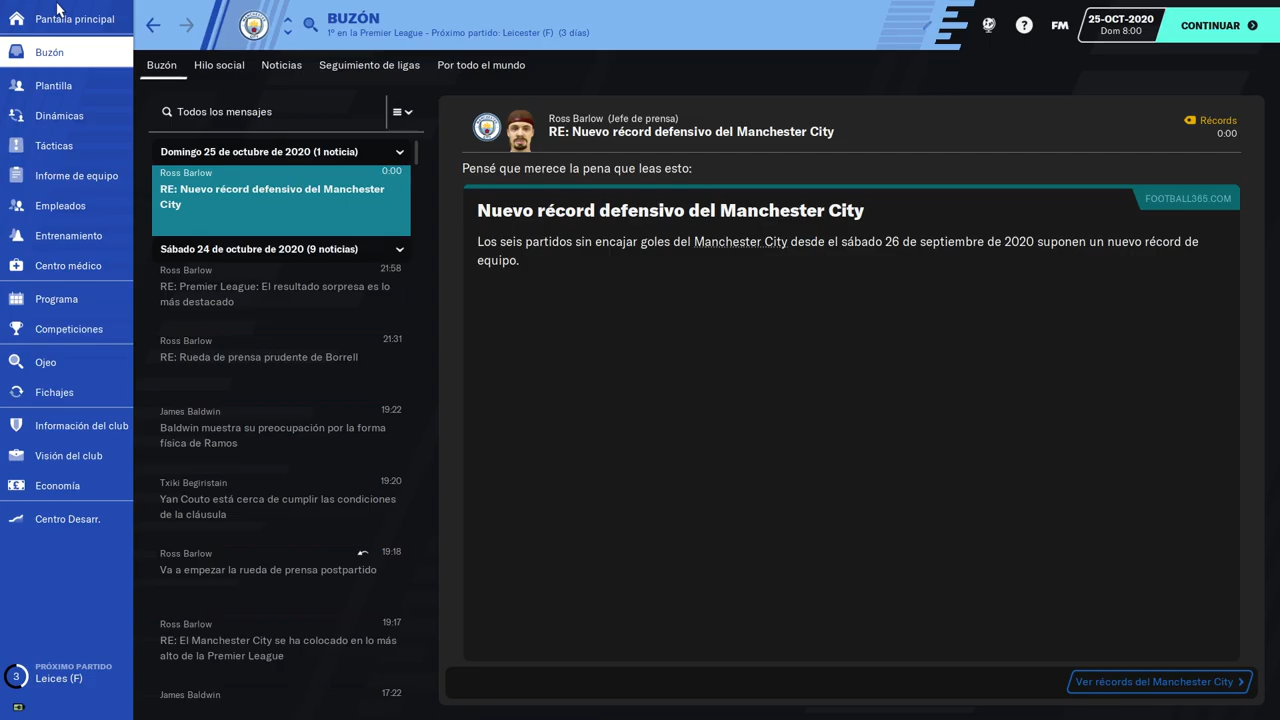 Pantalla principal
Buzón
Plantilla
Dinámicas
Tácticas
Informe de equipo
Empleados
Entrenamiento
Centro médico
Programa
Competiciones
Ojeo
Fichajes
Información del club
Visión del club
Economía
Centro Desarr.
3
PRÓXIMO PARTIDO
Leices (F)
BUZÓN
1º en la Premier League - Próximo partido: Leicester (F) (3 días)
?
FM
25-OCT-2020
Dom 8:00
CONTINUAR
Buzón
Hilo social
Noticias
Seguimiento de ligas
Por todo el mundo
Todos los mensajes
Domingo 25 de octubre de 2020 (1 noticia)
Ross Barlow 0:00
RE: Nuevo récord defensivo del Manchester
City
Sábado 24 de octubre de 2020 (9 noticias)
Ross Barlow 21:58
RE: Premier League: El resultado sorpresa es lo
más destacado
Ross Barlow 21:31
RE: Rueda de prensa prudente de Borrell
James Baldwin 19:22
Baldwin muestra su preocupación por la forma
física de Ramos
Txiki Begiristain 19:20
Yan Couto está cerca de cumplir las condiciones
de la cláusula
Ross Barlow 19:18
Va a empezar la rueda de prensa postpartido
Ross Barlow 19:17
RE: El Manchester City se ha colocado en lo más
alto de la Premier League
James Baldwin 17:22
Ross Barlow (Jefe de prensa)
RE: Nuevo récord defensivo del Manchester City
Récords
0:00
Pensé que merece la pena que leas esto:
FOOTBALL365.COM
Nuevo récord defensivo del Manchester City
Los seis partidos sin encajar goles del Manchester City desde el sábado 26 de septiembre de 2020 suponen un nuevo récord de
equipo.
Ver récords del Manchester City